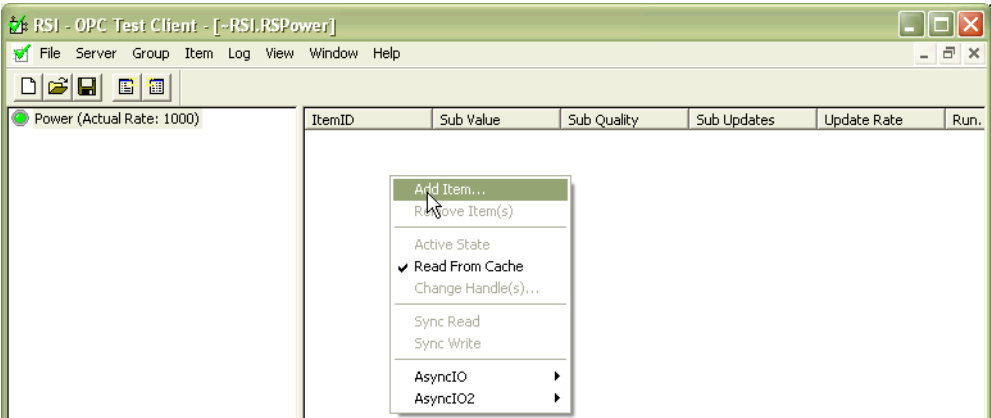 RSI - OPC Test Client - [~RSI.RSPower]
File Server Group Item Log View Window Help
Power (Actual Rate: 1000)
ItemID Sub Value Sub Quality Sub Updates Update Rate Run.
Add Item...
Remove Item(s)
Active State
Read From Cache
Change Handle(s)...
Sync Read
Sync Write
AsyncIO
AsyncIO2